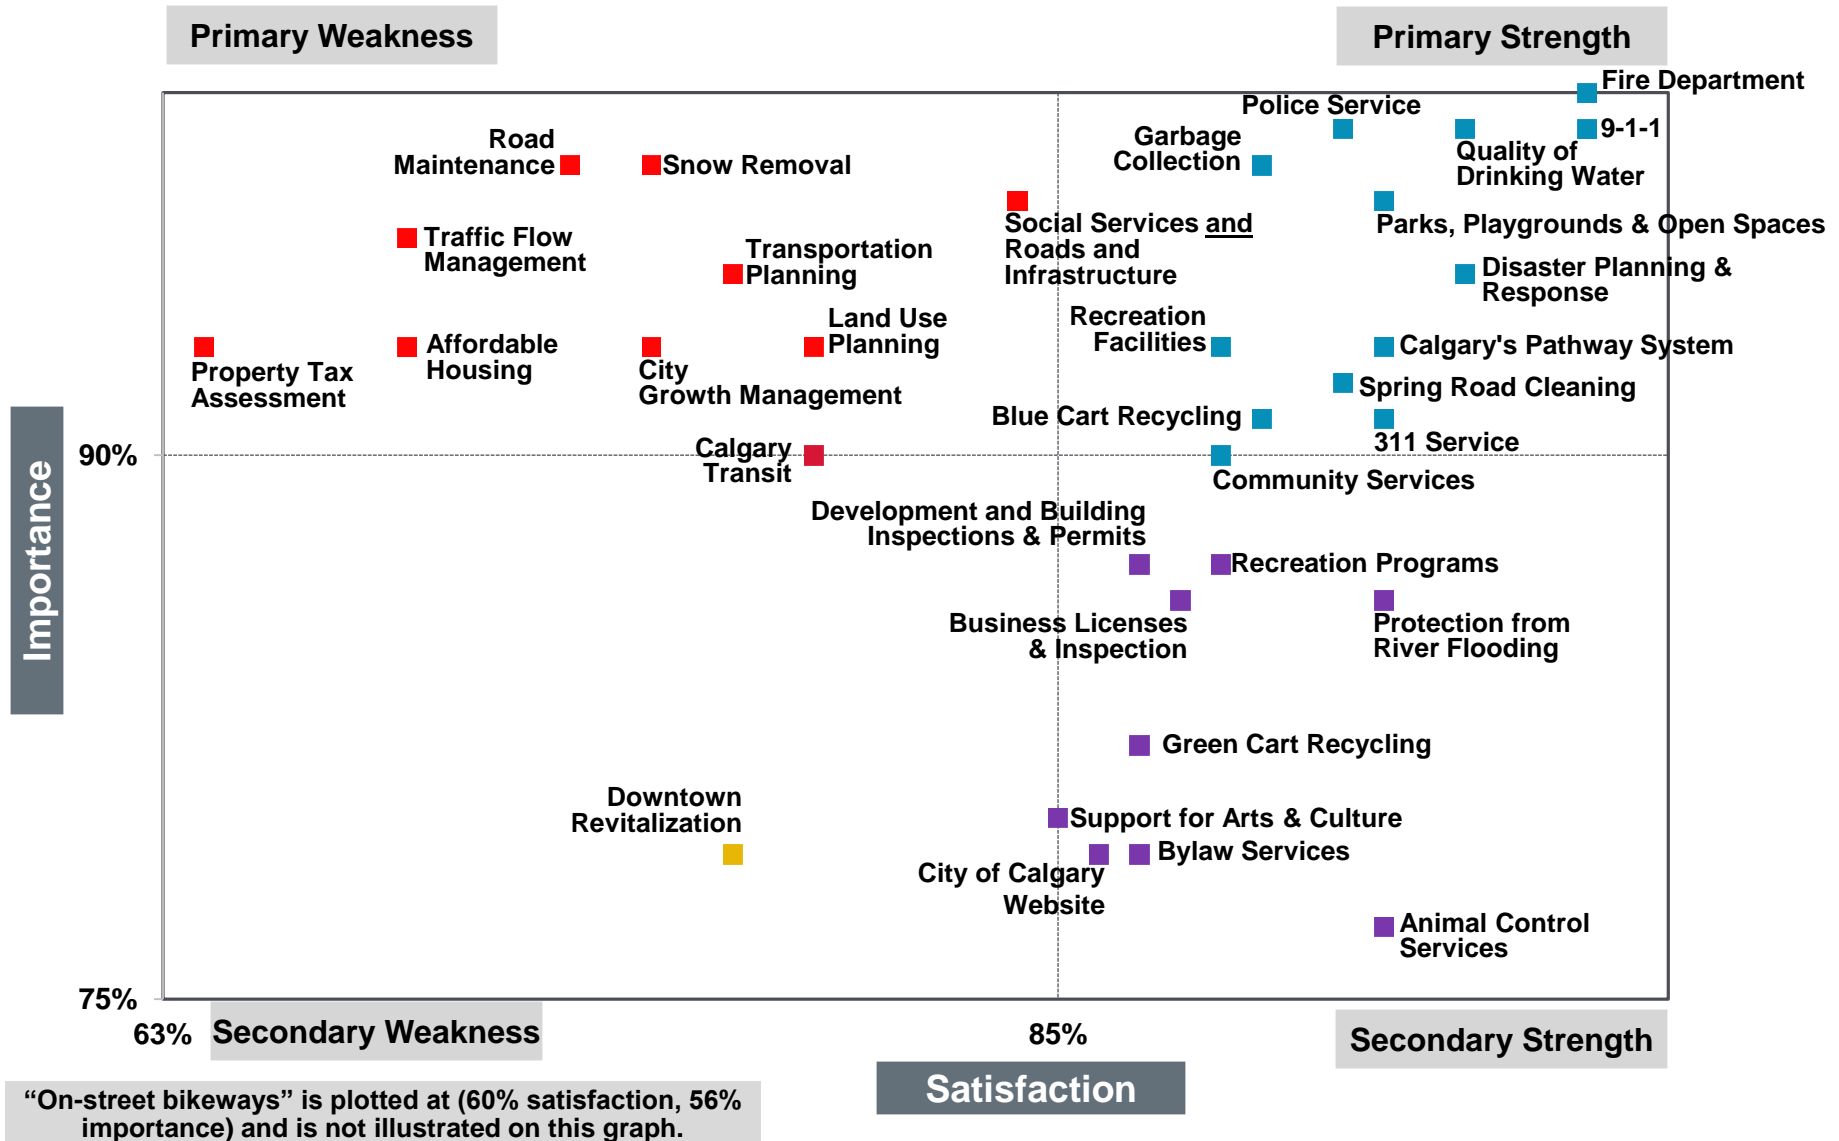 Primary Weakness
Primary Strength
Fire Department
Police Service
9-1-1
Garbage
Collection
Road
Maintenance
Snow Removal
Quality of
Drinking Water
Social Services and
Roads and
Infrastructure
Parks, Playgrounds & Open Spaces
Traffic Flow
Management
Transportation
Planning
Disaster Planning &
Response
Land Use
Planning
Recreation
Facilities
Calgary's Pathway System
Property Tax
Assessment
Affordable
Housing
City
Growth Management
Spring Road Cleaning
Blue Cart Recycling
311 Service
Importance
90%
Calgary
Transit
Community Services
Development and Building
Inspections & Permits
Recreation Programs
Business Licenses
& Inspection
Protection from
River Flooding
Green Cart Recycling
Downtown
Revitalization
Support for Arts & Culture
Bylaw Services
City of Calgary
Website
Animal Control
Services
75%
63%
Secondary Weakness
85%
Secondary Strength
Satisfaction
“On-street bikeways” is plotted at (60% satisfaction, 56%
importance) and is not illustrated on this graph.